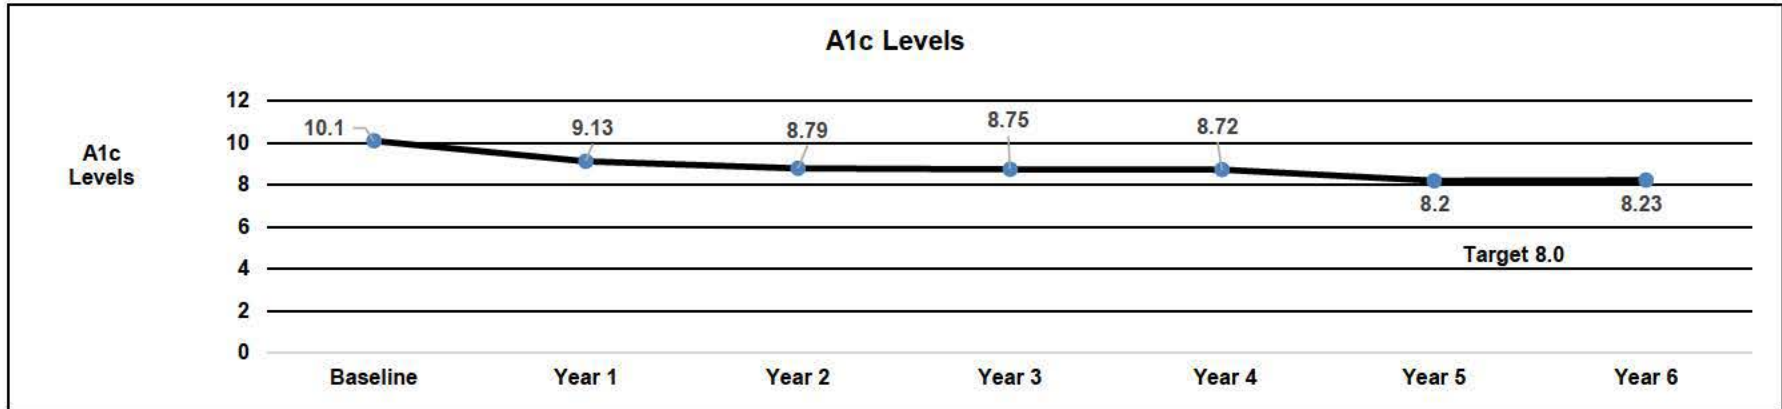 A1c Levels
A1c
Levels
12
10
8
6
4
2
0
10.1
9.13
8.79
8.75
8.72
8.2
8.23
Target 8.0
Baseline
Year 1
Year 2
Year 3
Year 4
Year 5
Year 6